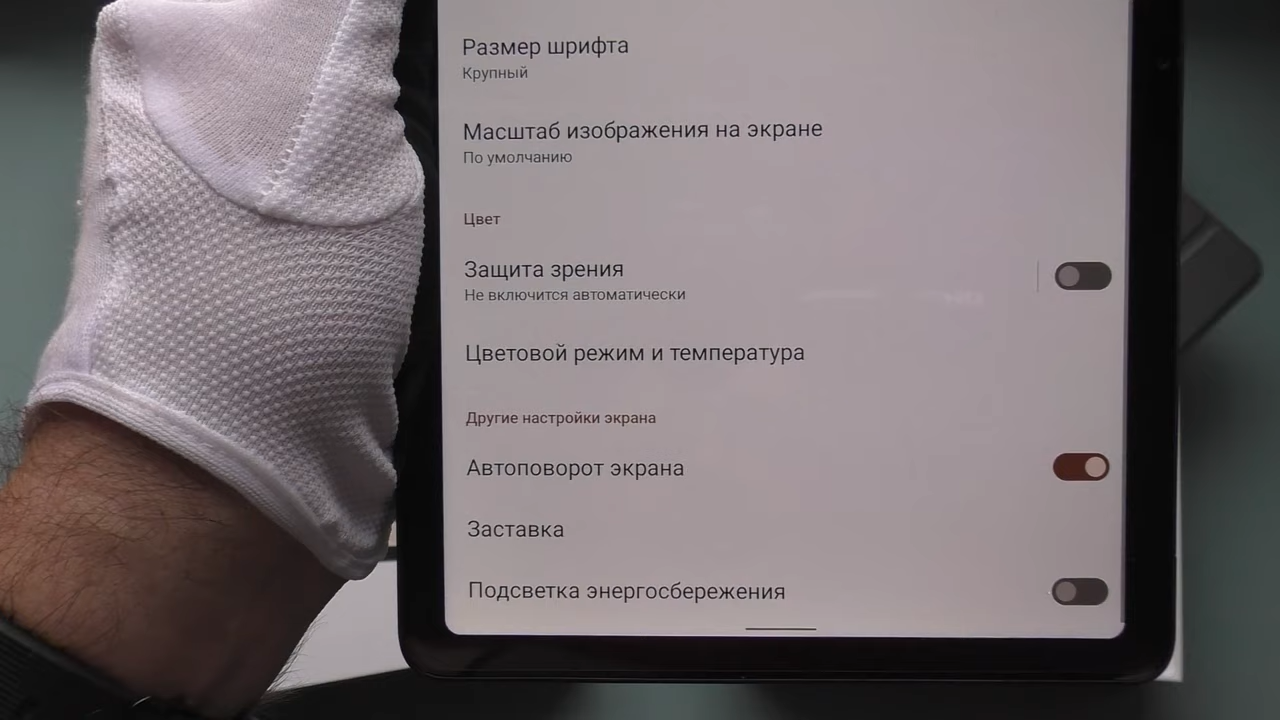 Размер шрифта
Крупный
Масштаб изображения на экране
По умолчанию
Цвет
Защита зрения
Не включится автоматически
Цветовой режим и температура
Другие настройки экрана
Автоповорот экрана
Заставка
Подсветка энергосбережения